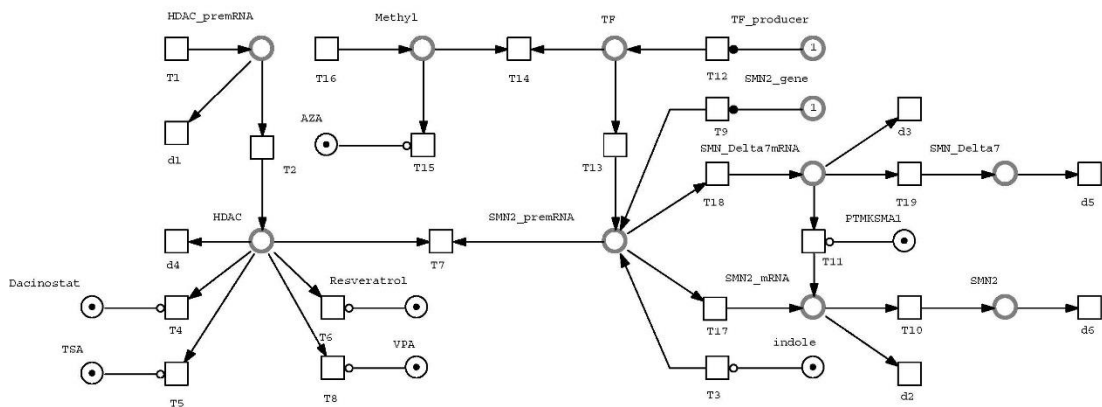 HDAC_premRNA
Methyl
TF
TF_producer
1
T1
T16
T14
T12
SMN2_gene
1
AZA
T9
d1
T2
T15
T13
d3
SMN_Delta7mRNA
SMN_Delta7
T18
T19
d5
HDAC
SMN2_premRNA
PTMKSMA1
d4
T7
T11
Dacinostat
Resveratrol
SMN2_mRNA
SMN2
T4
T6
T17
T10
d6
TSA
VPA
indole
T5
T8
T3
d2